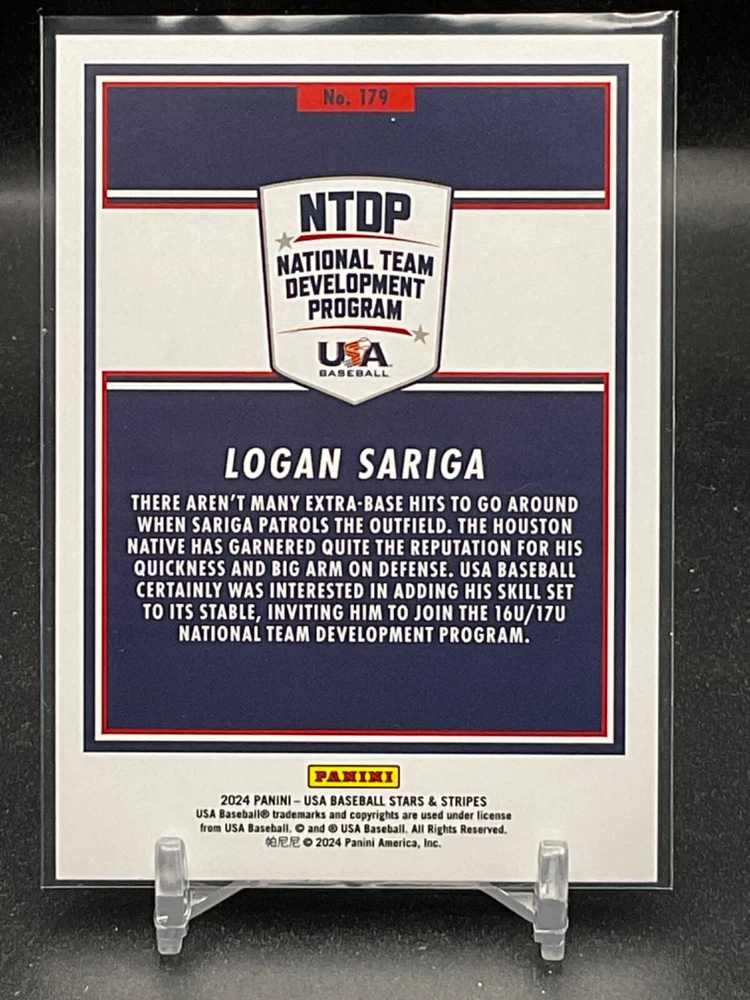 No. 179
NTDP
NATIONAL TEAM
DEVELOPMENT
PROGRAM
USA
BASEBALL
LOGAN SARIGA
THERE AREN'T MANY EXTRA-BASE HITS TO GO AROUND
WHEN SARIGA PATROLS THE OUTFIELD. THE HOUSTON
NATIVE HAS GARNERED QUITE THE REPUTATION FOR HIS
QUICKNESS AND BIG ARM ON DEFENSE. USA BASEBALL
CERTAINLY WAS INTERESTED IN ADDING HIS SKILL SET
TO ITS STABLE, INVITING HIM TO JOIN THE 16U/17U
NATIONAL TEAM DEVELOPMENT PROGRAM.
PANINI
2024 PANINI – USA BASEBALL STARS & STRIPES
USA Baseball® trademarks and copyrights are used under license
from USA Baseball. © and ® USA Baseball. All Rights Reserved.
帕尼尼 © 2024 Panini America, Inc.